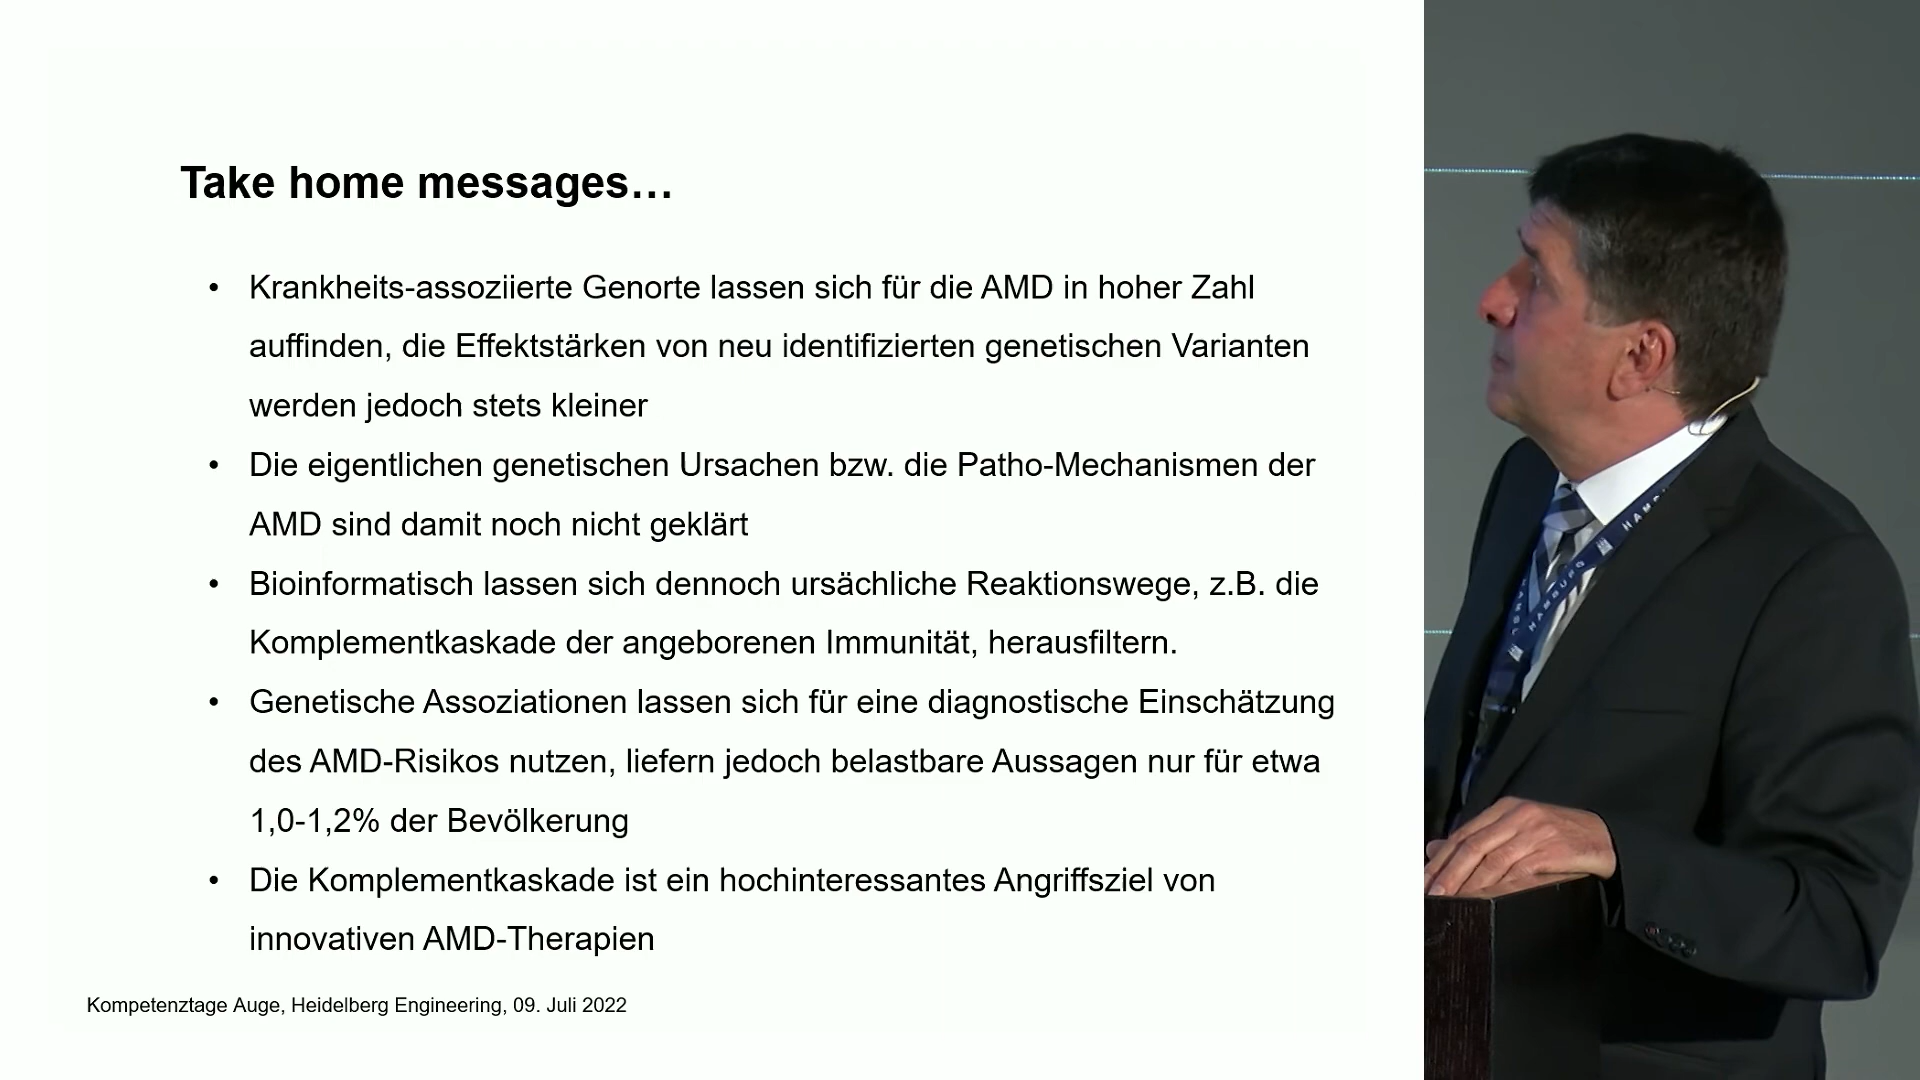 Take home messages…
• Krankheits-assoziierte Genorte lassen sich für die AMD in hoher Zahl
auffinden, die Effektstärken von neu identifizierten genetischen Varianten
werden jedoch stets kleiner
• Die eigentlichen genetischen Ursachen bzw. die Patho-Mechanismen der
AMD sind damit noch nicht geklärt
• Bioinformatisch lassen sich dennoch ursächliche Reaktionswege, z.B. die
Komplementkaskade der angeborenen Immunität, herausfiltern.
• Genetische Assoziationen lassen sich für eine diagnostische Einschätzung
des AMD-Risikos nutzen, liefern jedoch belastbare Aussagen nur für etwa
1,0-1,2% der Bevölkerung
• Die Komplementkaskade ist ein hochinteressantes Angriffsziel von
innovativen AMD-Therapien
Kompetenztage Auge, Heidelberg Engineering, 09. Juli 2022
HAMBURG